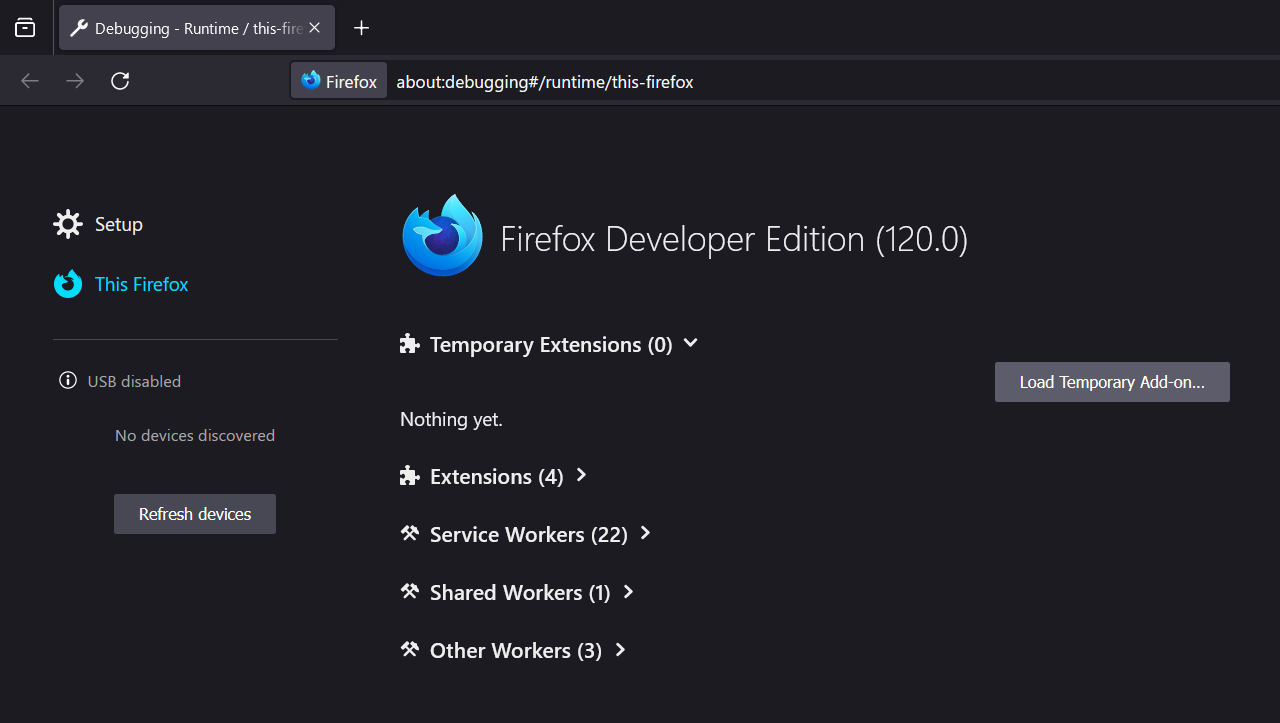 Debugging - Runtime / this-fire
Firefox about:debugging#/runtime/this-firefox
Setup
This Firefox
USB disabled
No devices discovered
Refresh devices
Firefox Developer Edition (120.0)
Temporary Extensions (0)
Load Temporary Add-on...
Nothing yet.
Extensions (4)
Service Workers (22)
Shared Workers (1)
Other Workers (3)